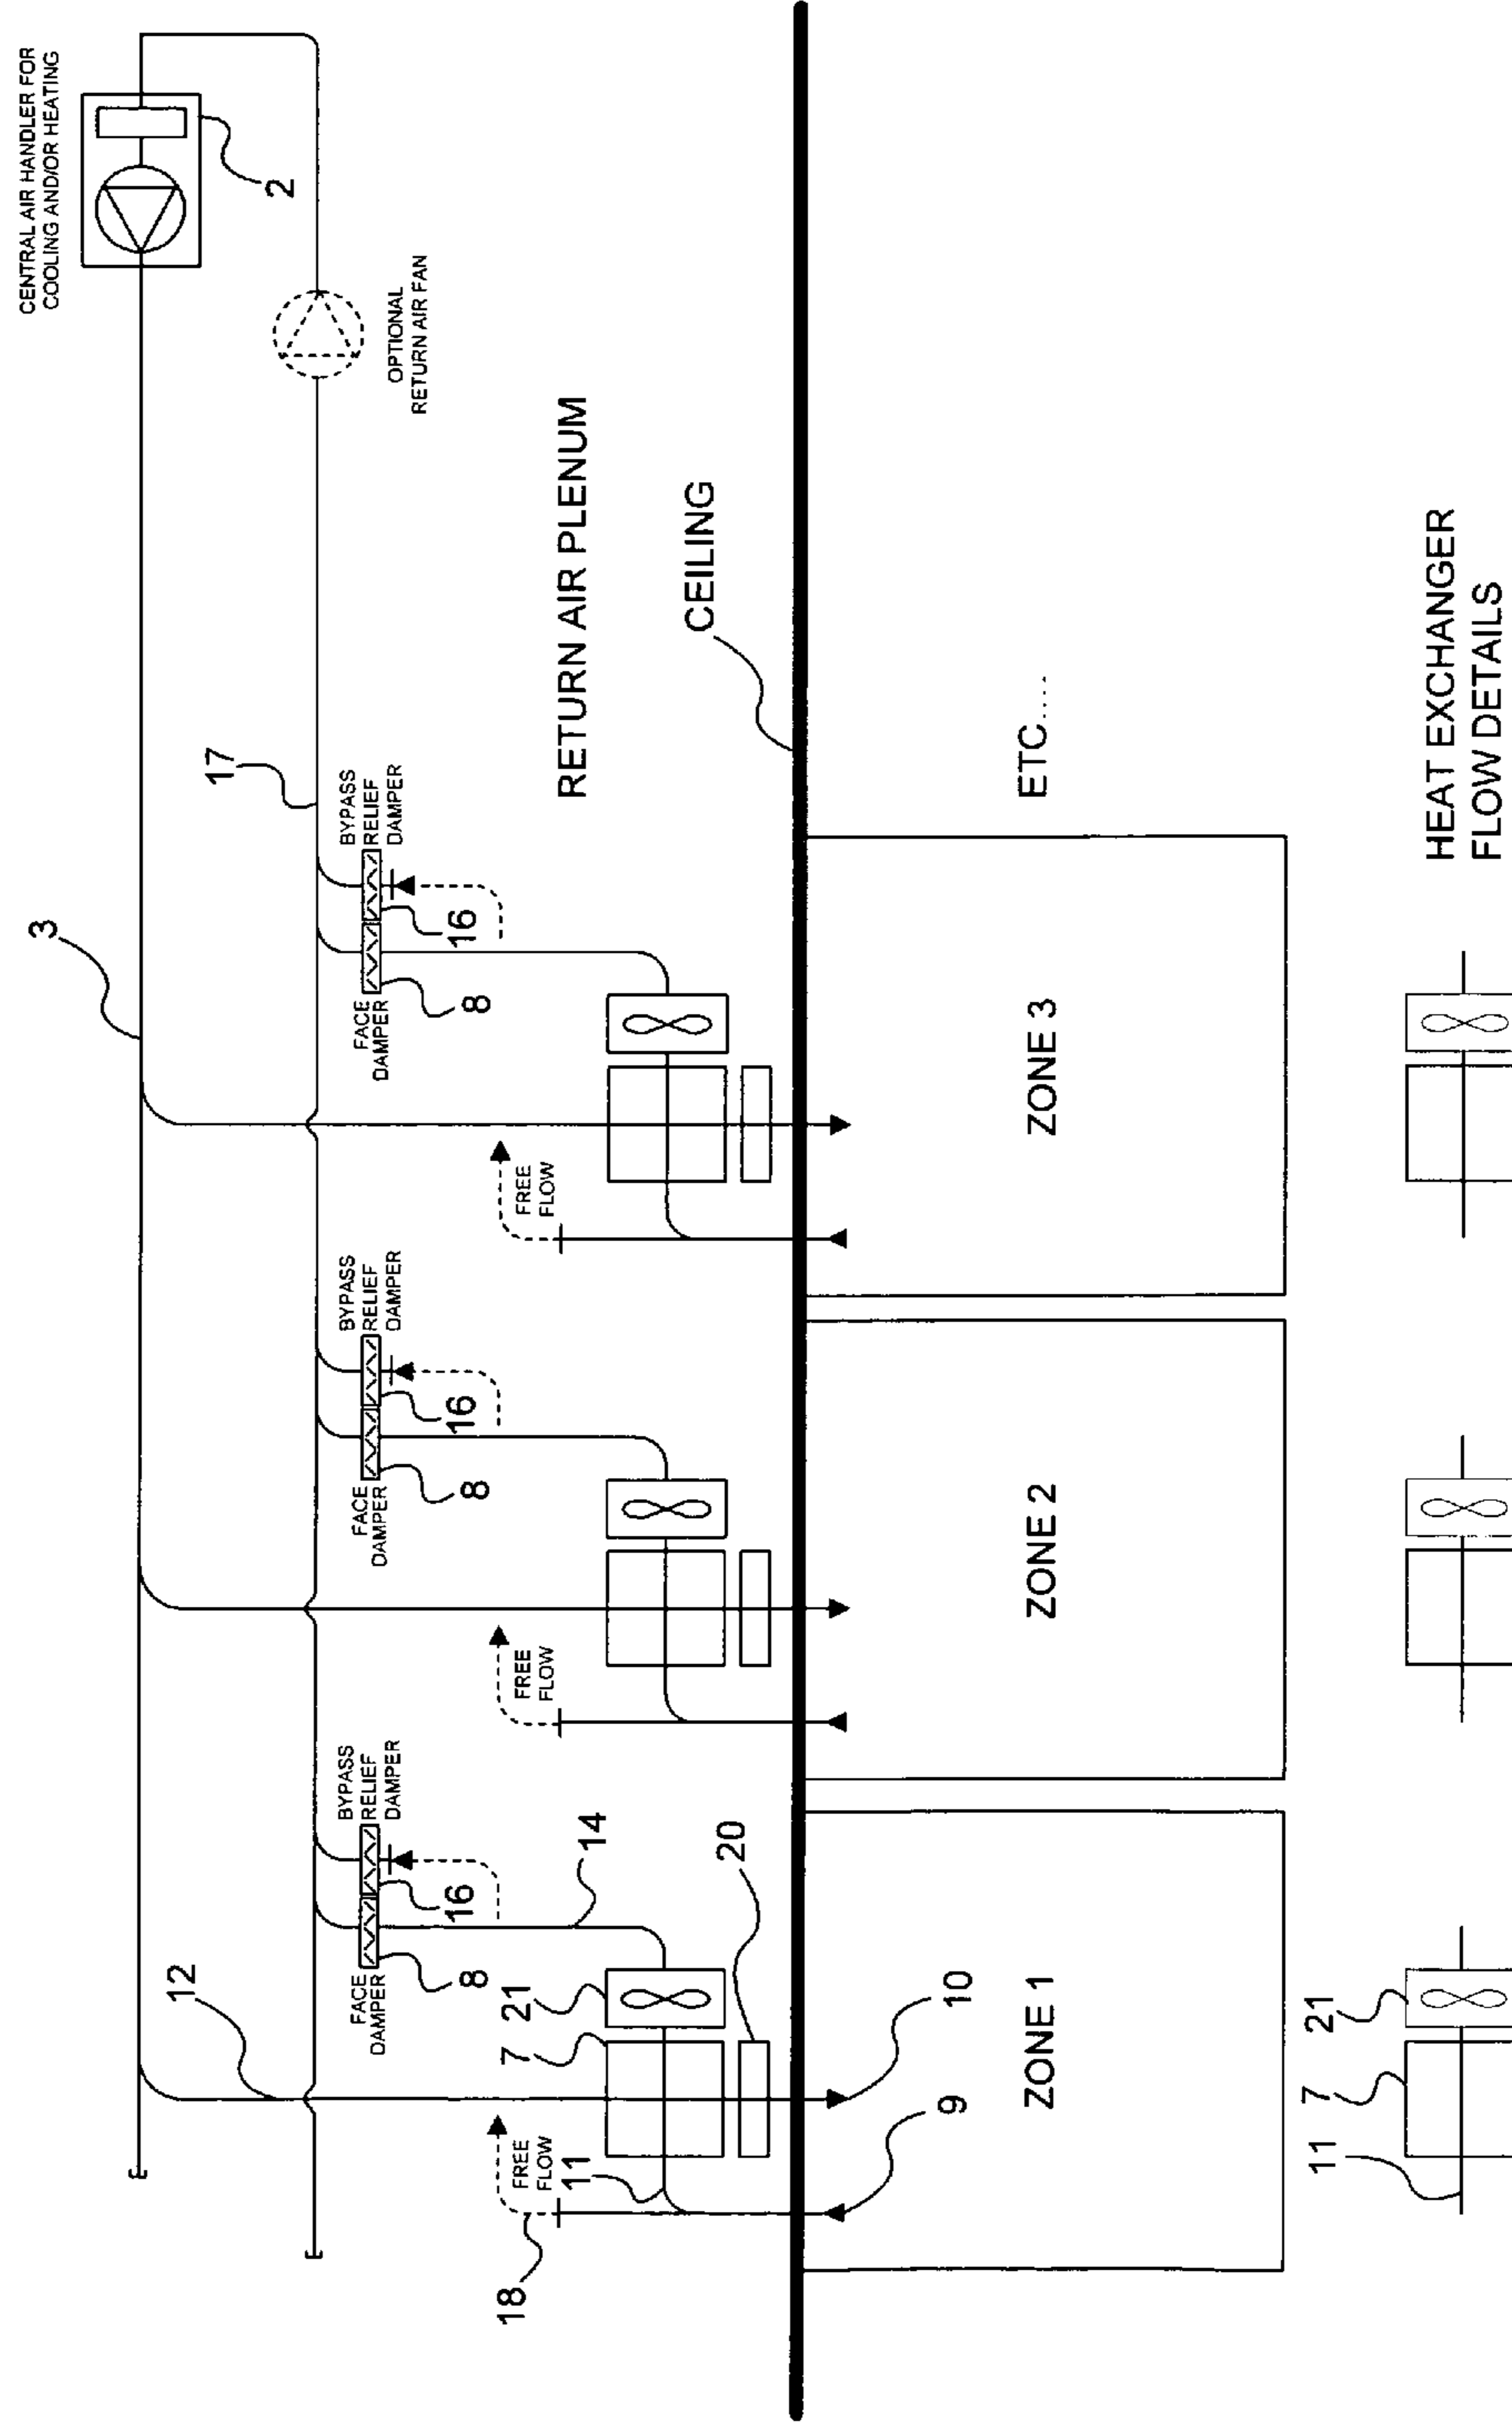 CENTRAL AIR HANDLER FOR
COOLING AND/OR HEATING
2
3
17
OPTIONAL
RETURN AIR FAN
RETURN AIR PLENUM
CEILING
12
FACE
DAMPER
8
BYPASS
RELIEF
DAMPER
16
FACE
DAMPER
8
BYPASS
RELIEF
DAMPER
16
FACE
DAMPER
8
BYPASS
RELIEF
DAMPER
16
18
FREE
FLOW
11
7
21
14
20
FREE
FLOW
FREE
FLOW
9
10
ZONE 1
ZONE 2
ZONE 3
ETC....
11
7
21
HEAT EXCHANGER
FLOW DETAILS